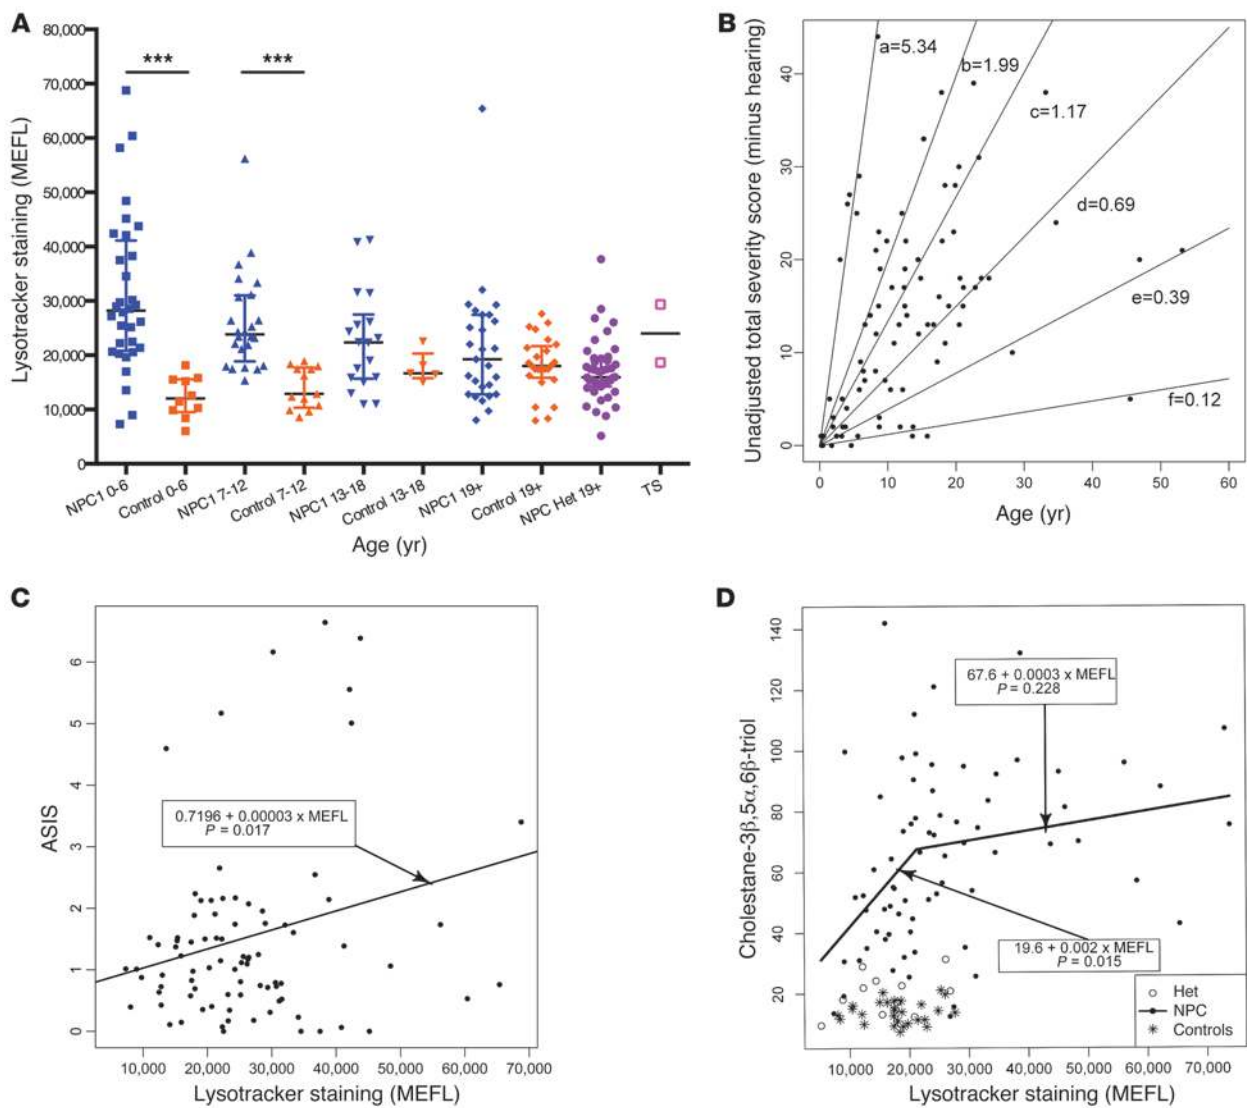 A
80,000
70,000
60,000
50,000
40,000
30,000
20,000
10,000
0
Lysotracker staining (MEFL)
***
***
NPC1 0-6
Control 0-6
NPC1 7-12
Control 7-12
NPC1 13-18
Control 13-18
NPC1 19+
Control 19+
NPC Het 19+
TS
Age (yr)
B
Unadjusted total severity score (minus hearing)
40
30
20
10
0
a=5.34
b=1.99
c=1.17
d=0.69
e=0.39
f=0.12
0 10 20 30 40 50 60
Age (yr)
C
ASIS
6
5
4
3
2
1
0
0.7196 + 0.00003 x MEFL
P = 0.017
10,000 20,000 30,000 40,000 50,000 60,000 70,000
Lysotracker staining (MEFL)
D
Cholestane-3β,5α,6β-triol
140
120
100
80
60
40
20
67.6 + 0.0003 x MEFL
P = 0.228
19.6 + 0.002 x MEFL
P = 0.015
Het
NPC
Controls
10,000 20,000 30,000 40,000 50,000 60,000 70,000
Lysotracker staining (MEFL)